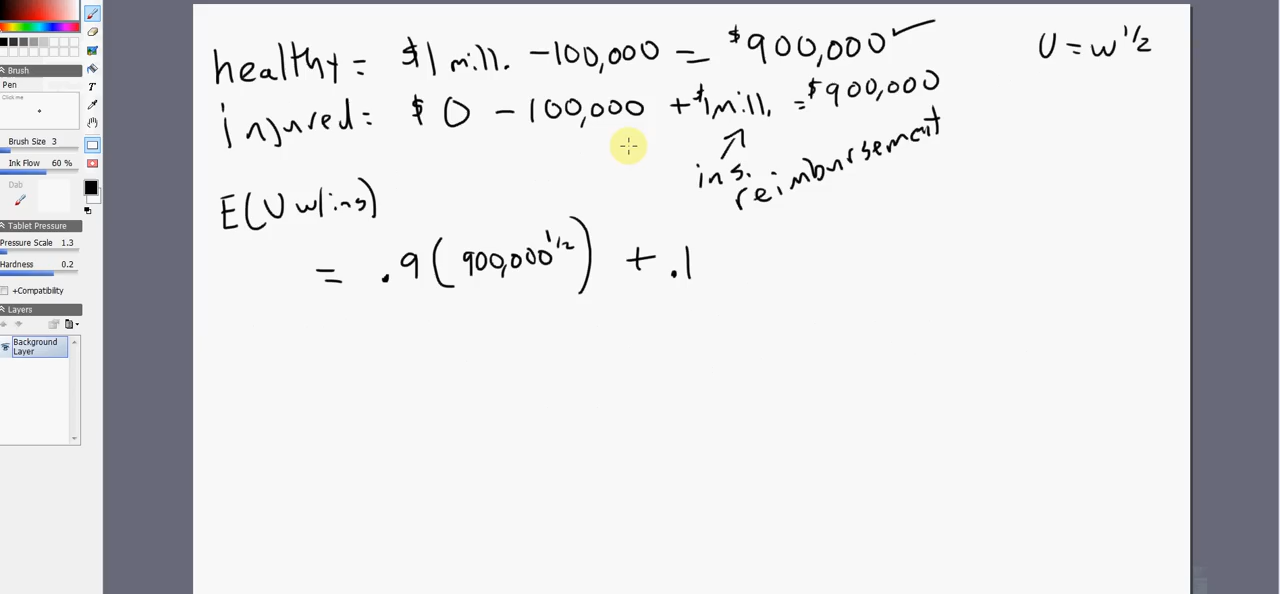 healthy = $1 mill. -100,000 = $900,000 ✓
U = w^1/2
injured = $ 0 - 100,000 + $1 mill. = $900,000
ins. reimbursement
E(U w/ins)
= .9(900,000^1/2) + .1
Brush
Pen
Click me
Brush Size 3
Ink Flow 60 %
Dab
Tablet Pressure
Pressure Scale 1.3
Hardness 0.2
+Compatibility
Layers
Background
Layer
T